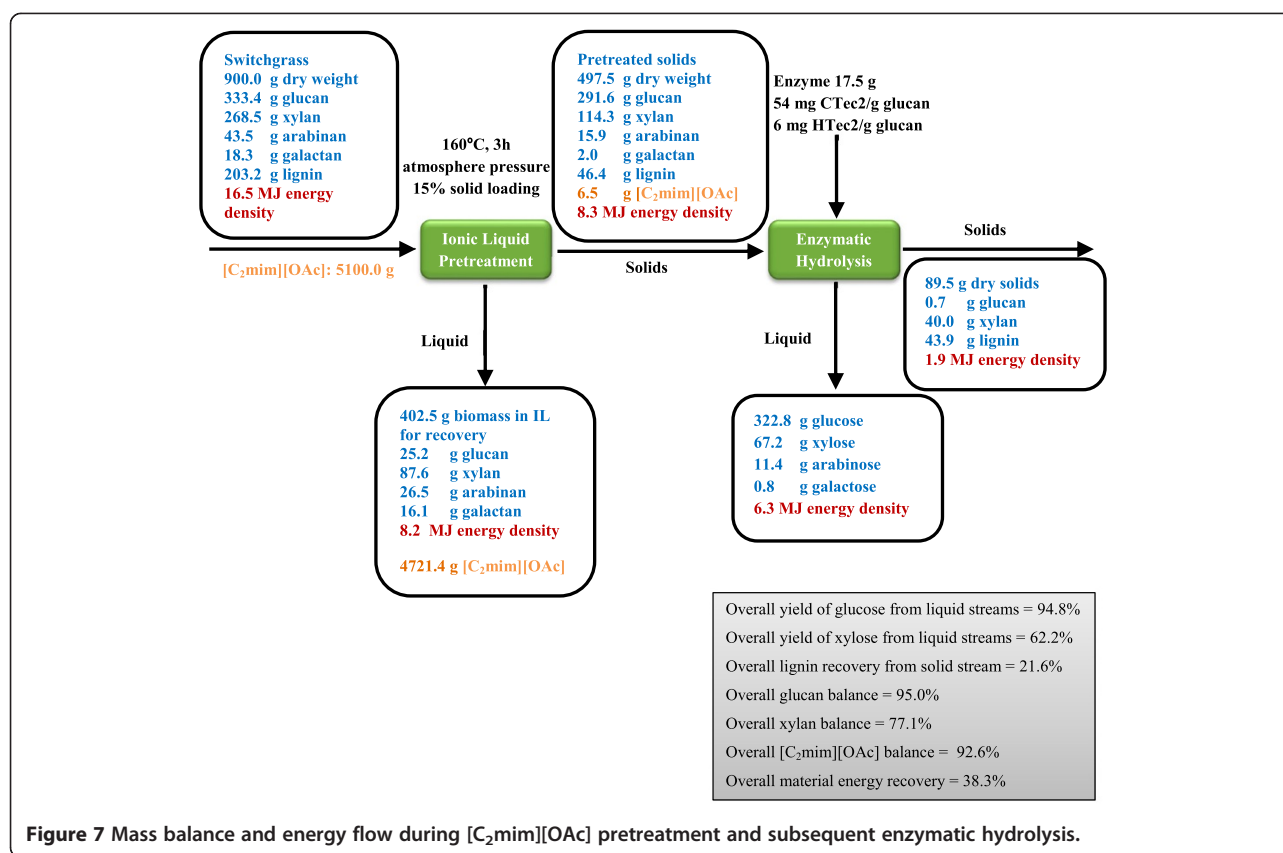 Switchgrass
900.0 g dry weight
333.4 g glucan
268.5 g xylan
43.5 g arabinan
18.3 g galactan
203.2 g lignin
16.5 MJ energy
density
[C₂mim][OAc]: 5100.0 g
160°C, 3h
atmosphere pressure
15% solid loading
Ionic Liquid
Pretreatment
Pretreated solids
497.5 g dry weight
291.6 g glucan
114.3 g xylan
15.9 g arabinan
2.0 g galactan
46.4 g lignin
6.5 g [C₂mim][OAc]
8.3 MJ energy density
Solids
Enzyme 17.5 g
54 mg CTec2/g glucan
6 mg HTec2/g glucan
Enzymatic
Hydrolysis
Solids
89.5 g dry solids
0.7 g glucan
40.0 g xylan
43.9 g lignin
1.9 MJ energy density
Liquid
402.5 g biomass in IL
for recovery
25.2 g glucan
87.6 g xylan
26.5 g arabinan
16.1 g galactan
8.2 MJ energy density
4721.4 g [C₂mim][OAc]
Liquid
322.8 g glucose
67.2 g xylose
11.4 g arabinose
0.8 g galactose
6.3 MJ energy density
Overall yield of glucose from liquid streams = 94.8%
Overall yield of xylose from liquid streams = 62.2%
Overall lignin recovery from solid stream = 21.6%
Overall glucan balance = 95.0%
Overall xylan balance = 77.1%
Overall [C₂mim][OAc] balance = 92.6%
Overall material energy recovery = 38.3%
Figure 7 Mass balance and energy flow during [C₂mim][OAc] pretreatment and subsequent enzymatic hydrolysis.